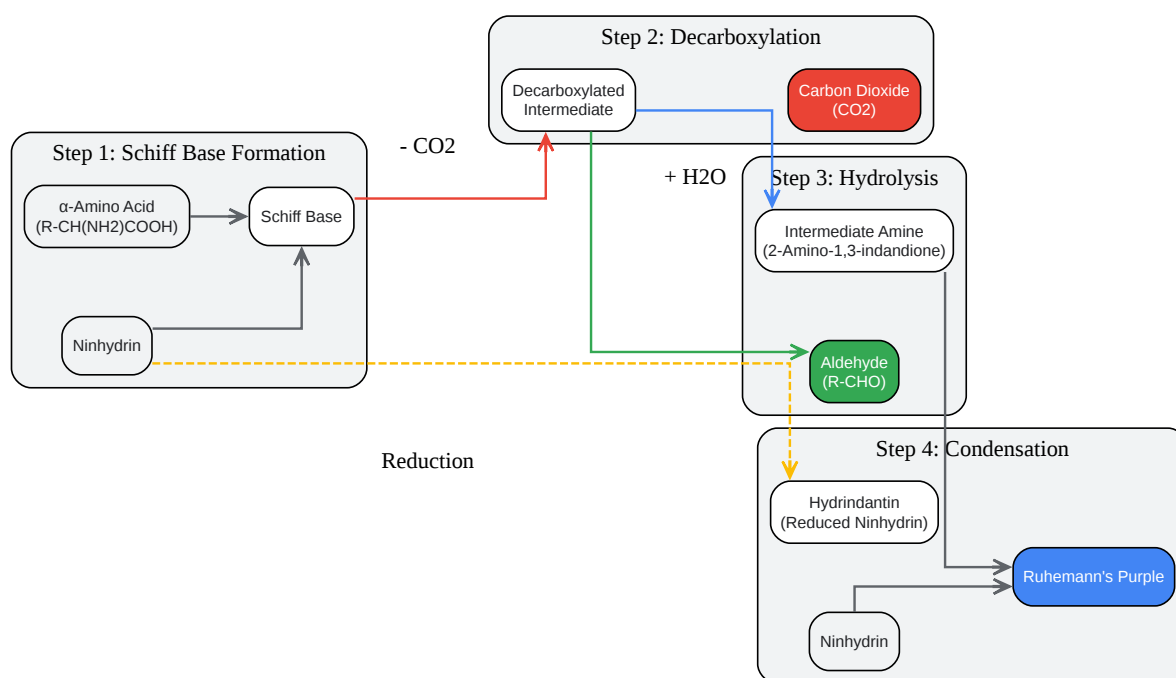 Step 2: Decarboxylation
Decarboxylated
Intermediate
Carbon Dioxide
(CO2)
Step 1: Schiff Base Formation
- CO2
α-Amino Acid
(R-CH(NH2)COOH)
Schiff Base
Ninhydrin
+ H2O
Step 3: Hydrolysis
Intermediate Amine
(2-Amino-1,3-indandione)
Aldehyde
(R-CHO)
Reduction
Step 4: Condensation
Hydrindantin
(Reduced Ninhydrin)
Ruhemann's Purple
Ninhydrin